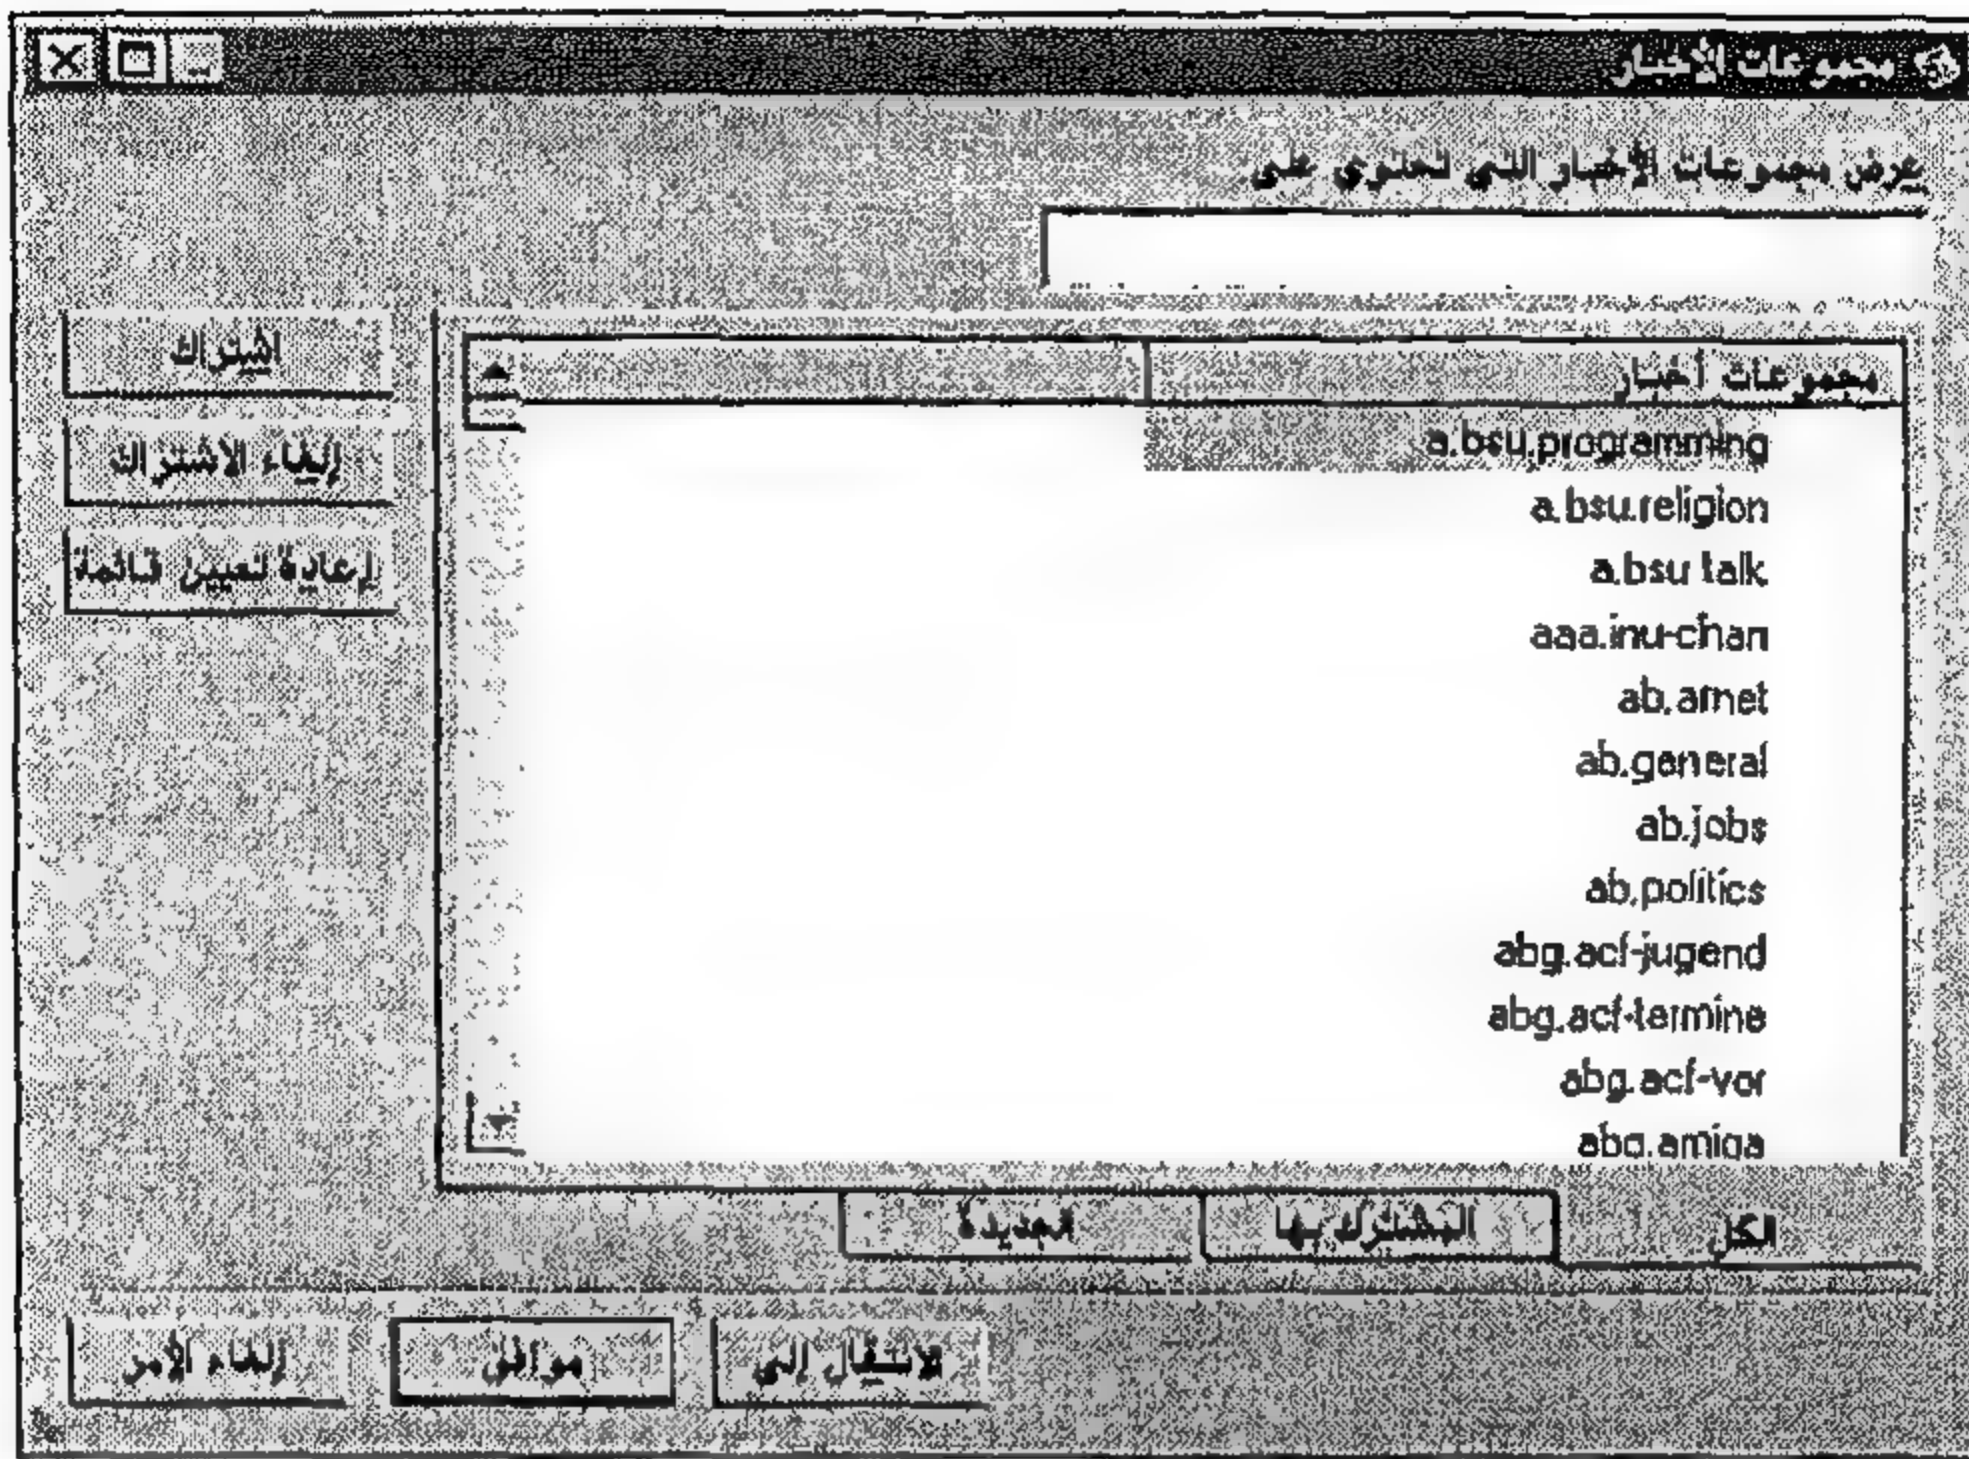 مجموعات الأخبار
عرض مجموعات الأخبار التي تحتوي على
مجموعات أخبار
a.bsu.programming
a.bsu.religion
a.bsu.talk
aaa.inu-chan
ab.arnet
ab.general
ab.jobs
ab.politics
abg.acf-jugend
abg.acf-termine
abg.acf-vor
abg.amiga
اشتراك
إلغاء الاشتراك
إعادة تعيين قائمة
الكل
المشترك بها
الجديدة
الانتقال إلى
موافق
إلغاء الأمر